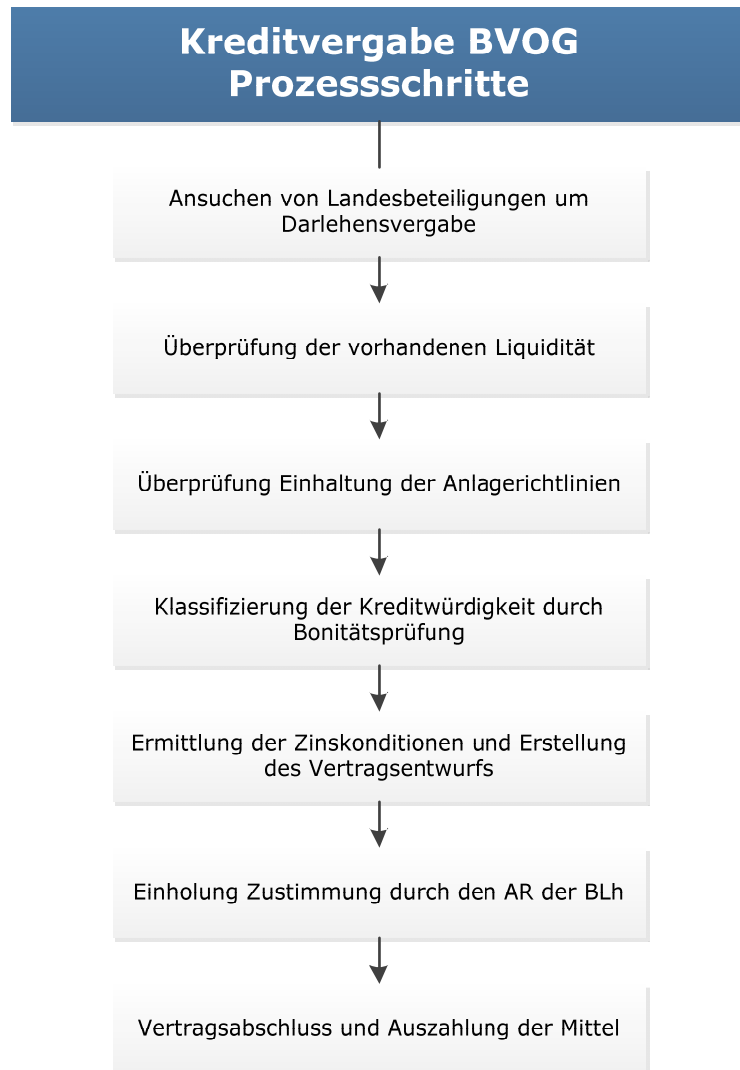 Kreditvergabe BVOG
Prozessschritte
Ansuchen von Landesbeteiligungen um
Darlehensvergabe
Überprüfung der vorhandenen Liquidität
Überprüfung Einhaltung der Anlagerichtlinien
Klassifizierung der Kreditwürdigkeit durch
Bonitätsprüfung
Ermittlung der Zinskonditionen und Erstellung
des Vertragsentwurfs
Einholung Zustimmung durch den AR der BLh
Vertragsabschluss und Auszahlung der Mittel